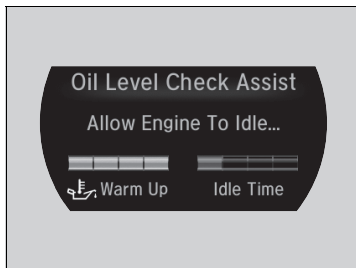 Oil Level Check Assist
Allow Engine To Idle...
Warm Up Idle Time